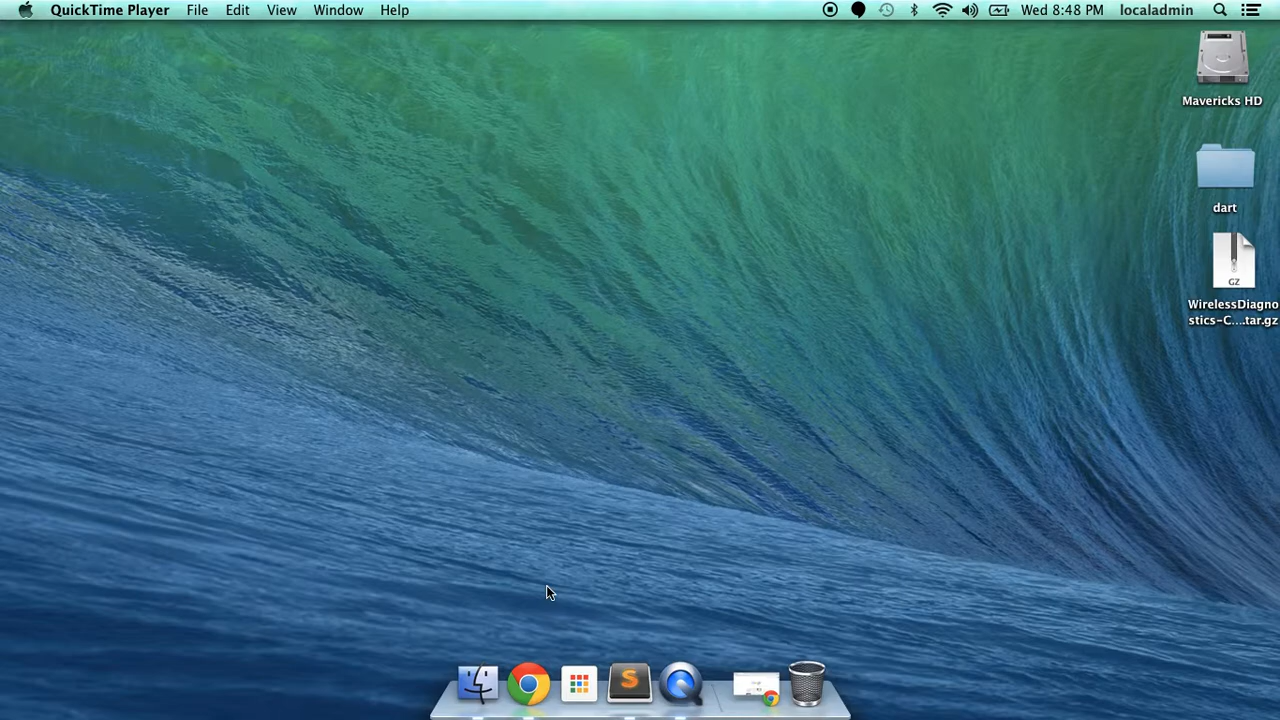 QuickTime Player File Edit View Window Help Wed 8:48 PM localadmin
Mavericks HD
dart
GZ
WirelessDiagno
stics-C....tar.gz
S